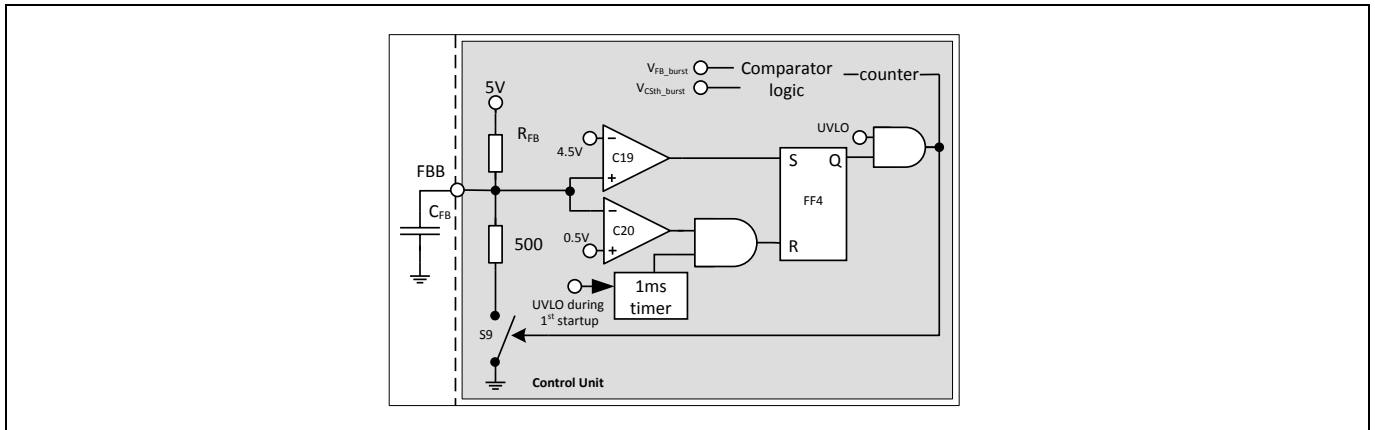 V_FB_burst
Comparator
logic
counter
V_CSth_burst
5V
UVLO
R_FB
4.5V
C19
S
Q
FBB
FF4
C_FB
500
0.5V
C20
R
UVLO during
1st startup
1ms
timer
S9
Control Unit